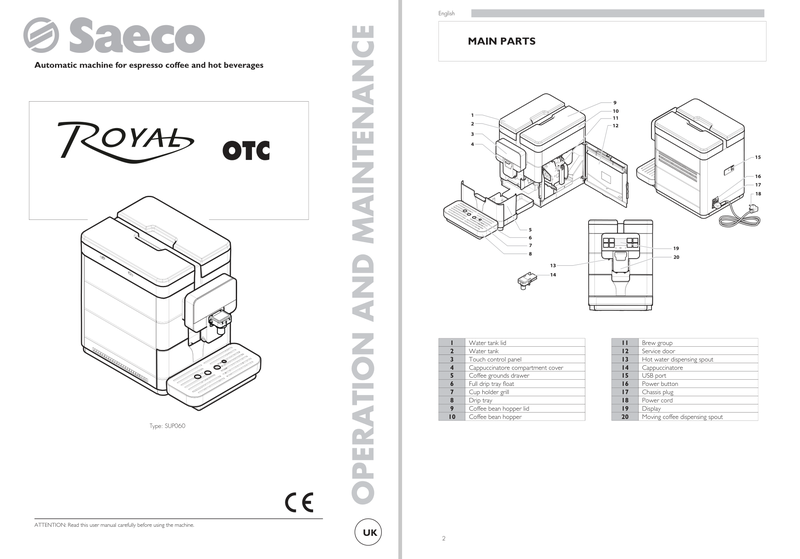 Saeco
Automatic machine for espresso coffee and hot beverages
ROYAL OTC
OPERATION AND MAINTENANCE
Type: SUP060
CE
ATTENTION: Read this user manual carefully before using the machine.
UK
English
MAIN PARTS
1
2
3
4
9
10
11
12
5
6
7
8
15
16
17
18
13
14
19
20
1 Water tank lid
2 Water tank
3 Touch control panel
4 Cappuccinatore compartment cover
5 Coffee grounds drawer
6 Full drip tray float
7 Cup holder grill
8 Drip tray
9 Coffee bean hopper lid
10 Coffee bean hopper
11 Brew group
12 Service door
13 Hot water dispensing spout
14 Cappuccinatore
15 USB port
16 Power button
17 Chassis plug
18 Power cord
19 Display
20 Moving coffee dispensing spout
2